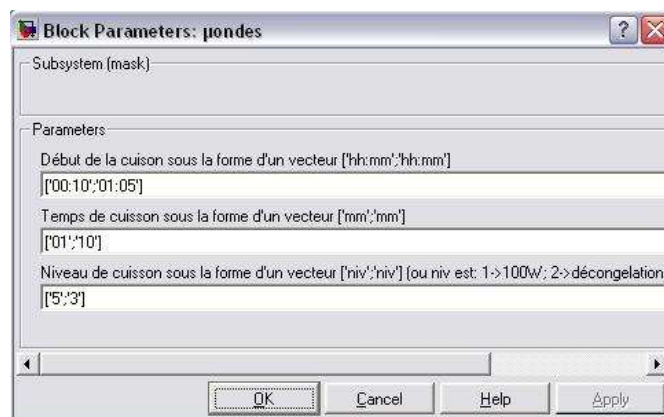 Block Parameters: µondes
Subsystem (mask)
Parameters
Début de la cuison sous la forme d'un vecteur ['hh:mm';'hh:mm']
['00:10';'01:05']
Temps de cuisson sous la forme d'un vecteur ['mm';'mm']
['01';'10']
Niveau de cuisson sous la forme d'un vecteur ['niv';'niv'] (ou niv est: 1->100W; 2->décongelation
['5';'3']
OK Cancel Help Apply